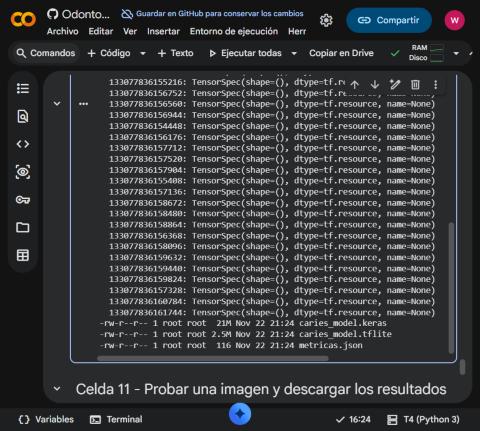 Odonto...
Guardar en GitHub para conservar los cambios
Compartir
W
Archivo Editar Ver Insertar Entorno de ejecución Herr
Comandos + Código + Texto Ejecutar todas Copiar en Drive
RAM
Disco
133077836155216: TensorSpec(shape=(), dtype=tf.re
133077836156752: TensorSpec(shape=(), dtype=tf.resource, name=None)
133077836156560: TensorSpec(shape=(), dtype=tf.resource, name=None)
133077836156944: TensorSpec(shape=(), dtype=tf.resource, name=None)
133077836154448: TensorSpec(shape=(), dtype=tf.resource, name=None)
133077836156176: TensorSpec(shape=(), dtype=tf.resource, name=None)
133077836157712: TensorSpec(shape=(), dtype=tf.resource, name=None)
133077836157520: TensorSpec(shape=(), dtype=tf.resource, name=None)
133077836157904: TensorSpec(shape=(), dtype=tf.resource, name=None)
133077836155408: TensorSpec(shape=(), dtype=tf.resource, name=None)
133077836157136: TensorSpec(shape=(), dtype=tf.resource, name=None)
133077836158672: TensorSpec(shape=(), dtype=tf.resource, name=None)
133077836158480: TensorSpec(shape=(), dtype=tf.resource, name=None)
133077836158864: TensorSpec(shape=(), dtype=tf.resource, name=None)
133077836156368: TensorSpec(shape=(), dtype=tf.resource, name=None)
133077836158096: TensorSpec(shape=(), dtype=tf.resource, name=None)
133077836159632: TensorSpec(shape=(), dtype=tf.resource, name=None)
133077836159440: TensorSpec(shape=(), dtype=tf.resource, name=None)
133077836159824: TensorSpec(shape=(), dtype=tf.resource, name=None)
133077836157328: TensorSpec(shape=(), dtype=tf.resource, name=None)
133077836160784: TensorSpec(shape=(), dtype=tf.resource, name=None)
133077836161744: TensorSpec(shape=(), dtype=tf.resource, name=None)
-rw-r--r-- 1 root root 21M Nov 22 21:24 caries_model.keras
-rw-r--r-- 1 root root 2.5M Nov 22 21:24 caries_model.tflite
-rw-r--r-- 1 root root 116 Nov 22 21:24 metricas.json
Celda 11 - Probar una imagen y descargar los resultados
Variables Terminal 16:24 T4 (Python 3)